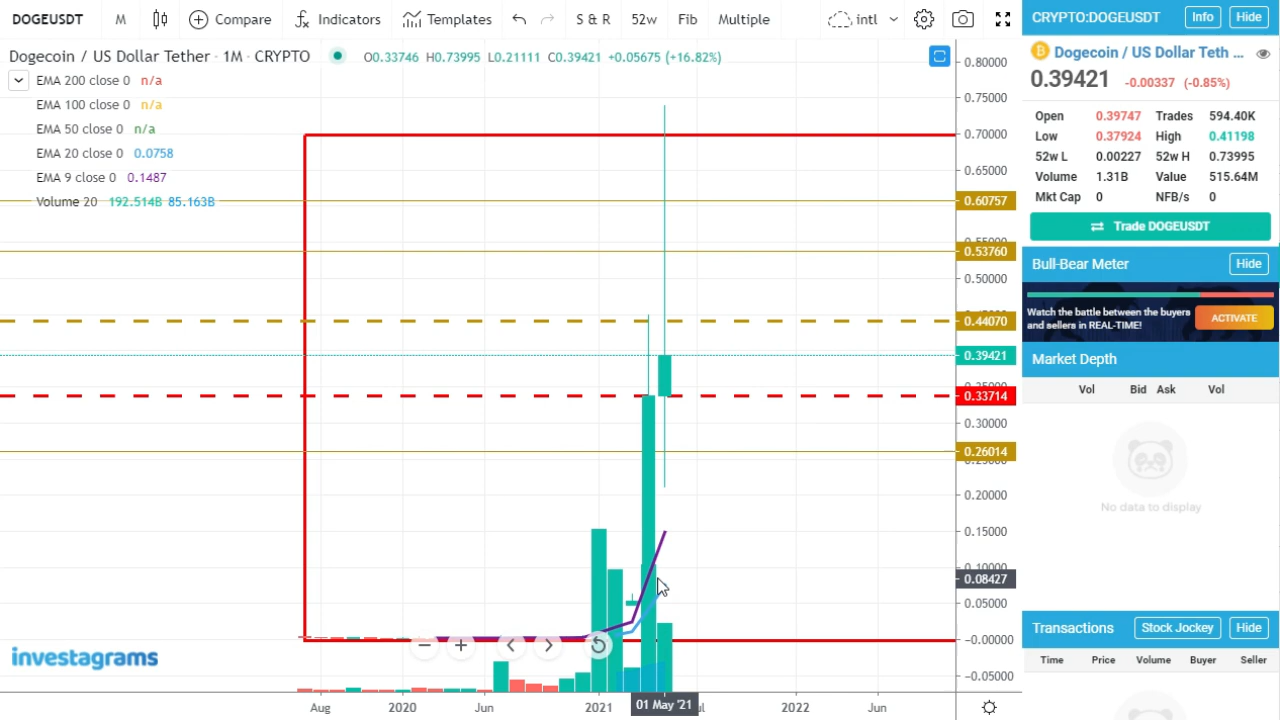 DOGEUSDT M Compare Indicators Templates S & R 52w Fib Multiple intl
Dogecoin / US Dollar Tether · 1M · CRYPTO O0.33746 H0.73995 L0.21111 C0.39421 +0.05675 (+16.82%)
EMA 200 close 0 n/a
EMA 100 close 0 n/a
EMA 50 close 0 n/a
EMA 20 close 0 0.0758
EMA 9 close 0 0.1487
Volume 20 192.514B 85.163B
0.80000
0.75000
0.70000
0.65000
0.60757
0.53760
0.50000
0.44070
0.39421
0.33714
0.30000
0.26014
0.20000
0.15000
0.10000
0.08427
0.05000
−0.00000
−0.05000
investagrams
Aug 2020 Jun 2021 01 May '21 2022 Jun
CRYPTO:DOGEUSDT Info Hide
Dogecoin / US Dollar Teth ...
0.39421 -0.00337 (-0.85%)
Open 0.39747 Trades 594.40K
Low 0.37924 High 0.41198
52w L 0.00227 52w H 0.73995
Volume 1.31B Value 515.64M
Mkt Cap 0 NFB/s 0
Trade DOGEUSDT
Bull-Bear Meter Hide
Watch the battle between the buyers
and sellers in REAL-TIME!
ACTIVATE
Market Depth
Vol Bid Ask Vol
No data to display
Transactions Stock Jockey Hide
Time Price Volume Buyer Seller